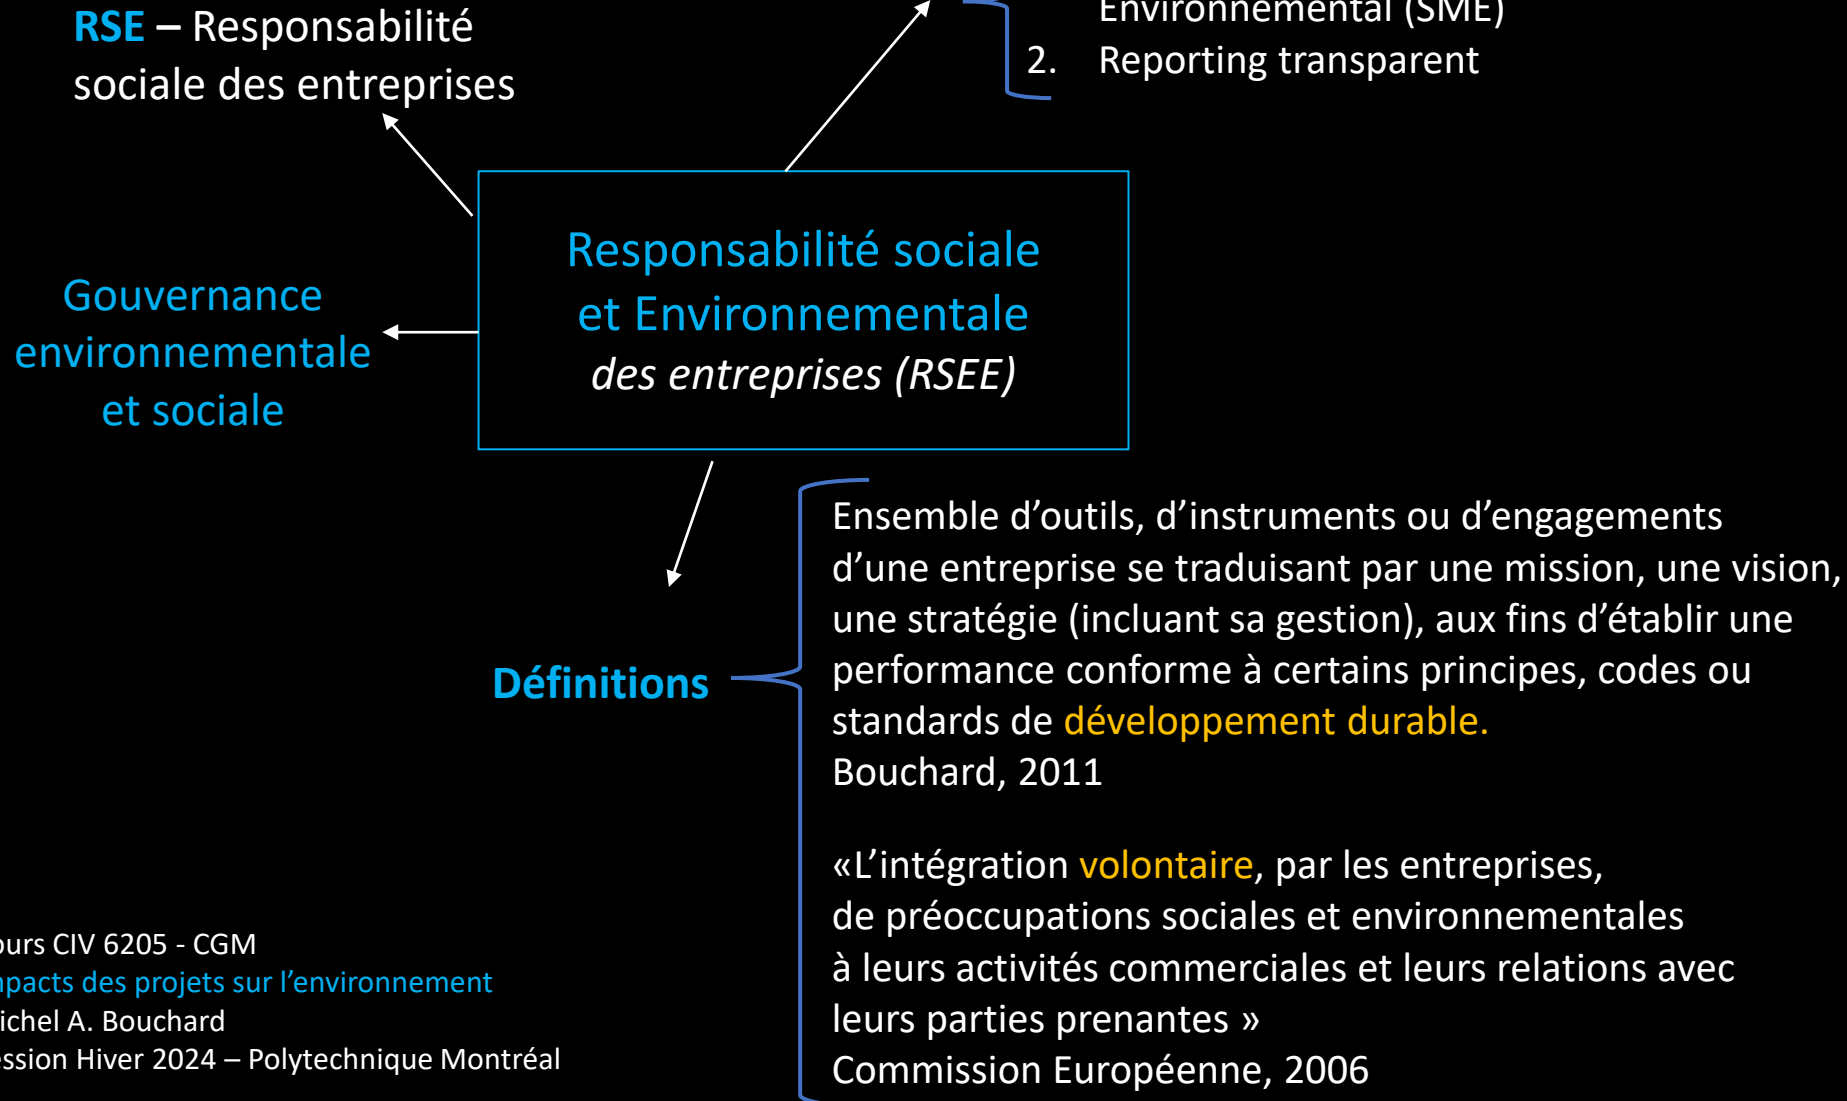 RSE – Responsabilité
sociale des entreprises
Environnemental (SME)
2. Reporting transparent
Responsabilité sociale
et Environnementale
des entreprises (RSEE)
Gouvernance
environnementale
et sociale
Définitions
Ensemble d’outils, d’instruments ou d’engagements
d’une entreprise se traduisant par une mission, une vision,
une stratégie (incluant sa gestion), aux fins d’établir une
performance conforme à certains principes, codes ou
standards de développement durable.
Bouchard, 2011
«L’intégration volontaire, par les entreprises,
de préoccupations sociales et environnementales
à leurs activités commerciales et leurs relations avec
leurs parties prenantes »
Commission Européenne, 2006
ours CIV 6205 - CGM
mpacts des projets sur l’environnement
ichel A. Bouchard
ession Hiver 2024 – Polytechnique Montréal